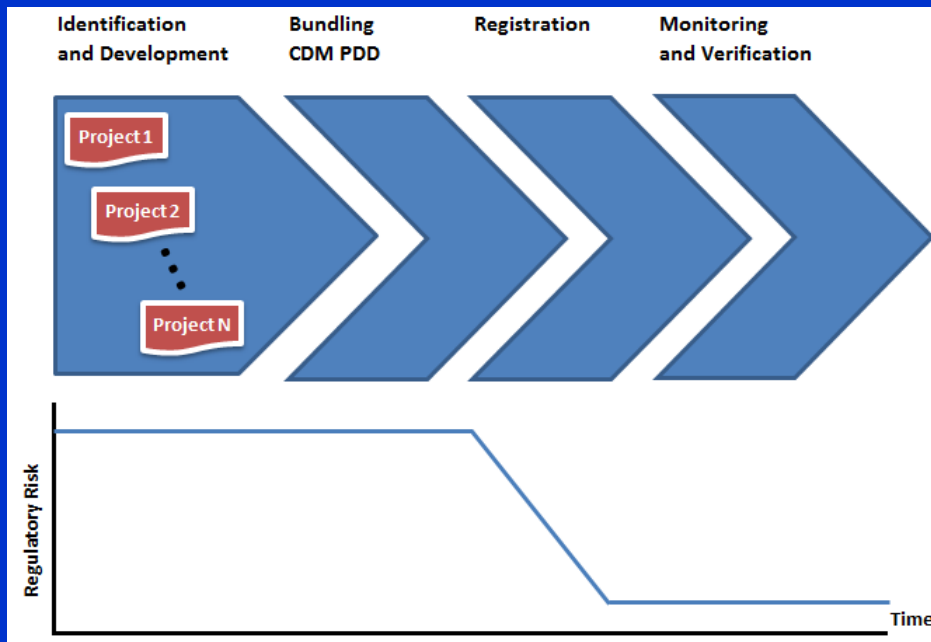 Identification
and Development
Bundling
CDM PDD
Registration
Monitoring
and Verification
Project 1
Project 2
Project N
Regulatory Risk
Time